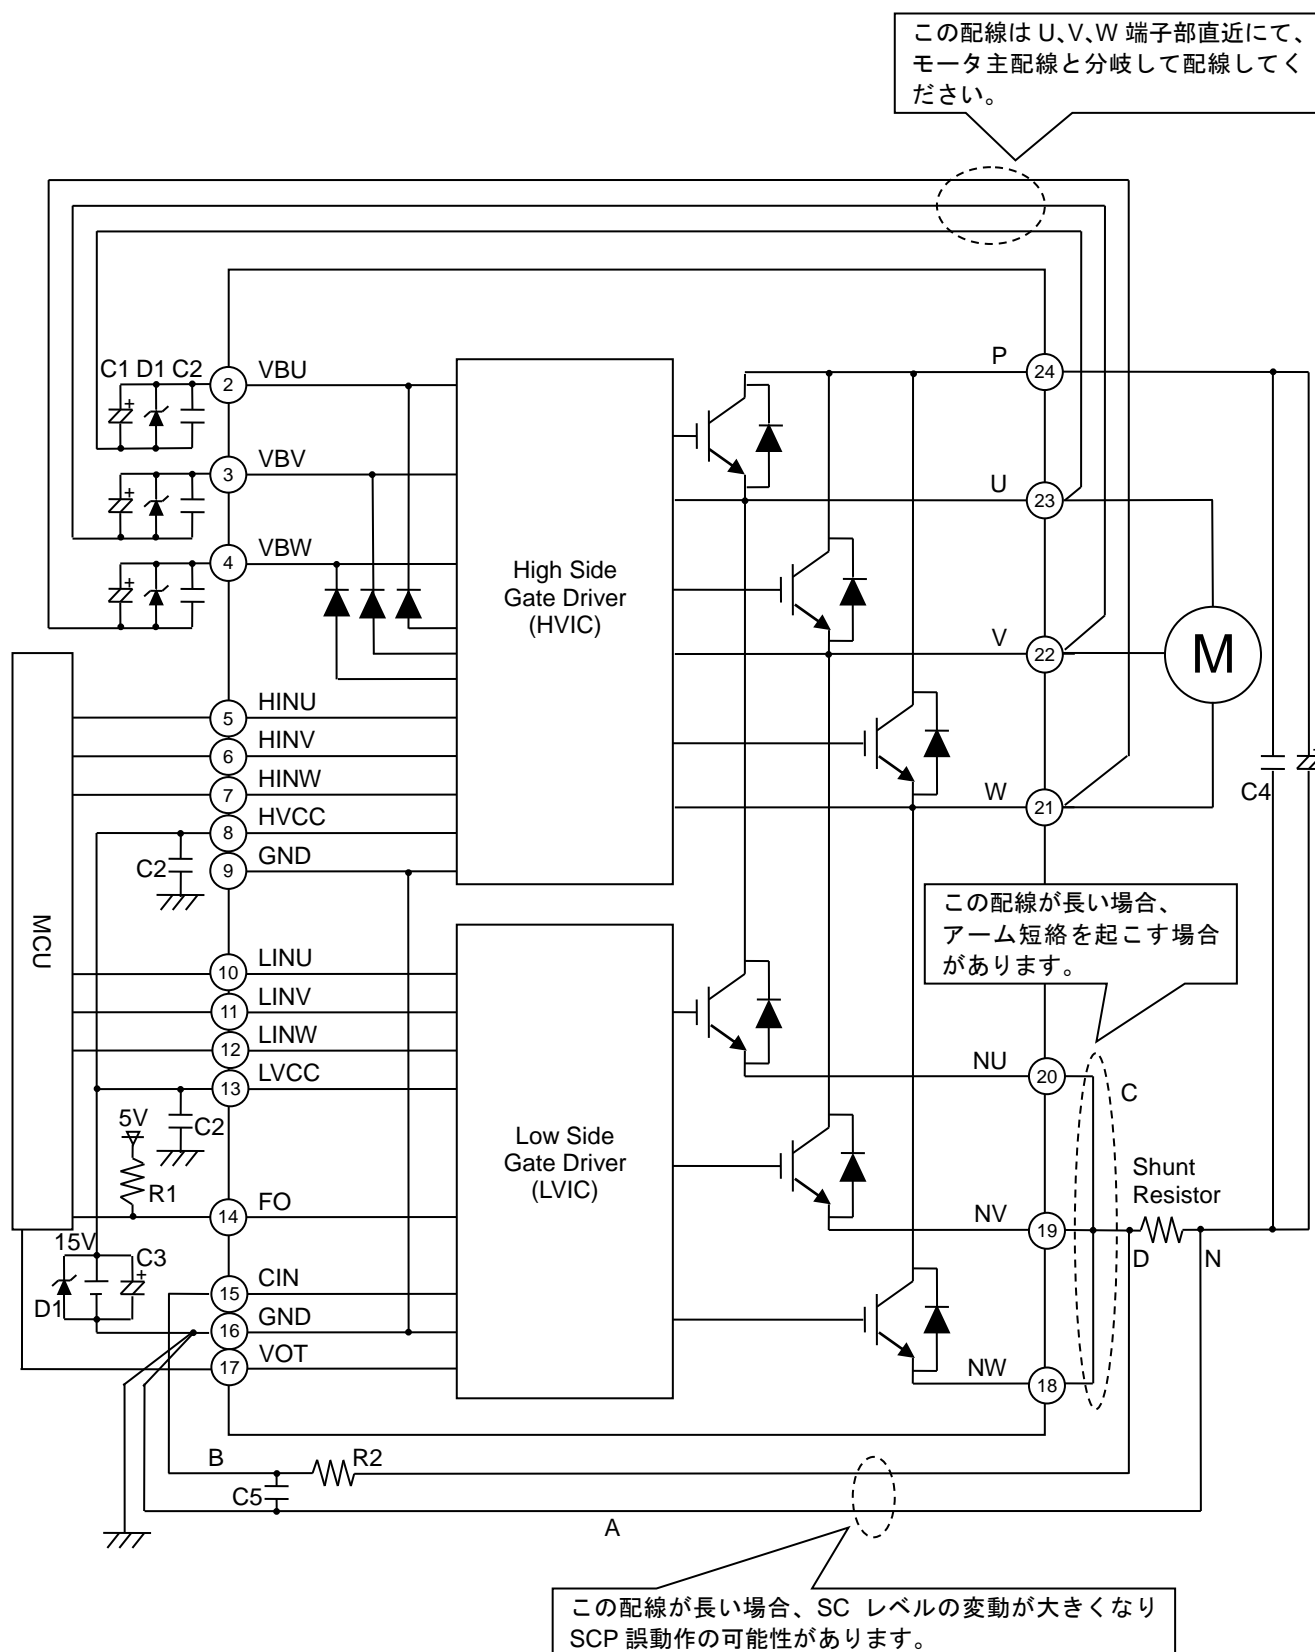 この配線は U、V、W 端子部直近にて、
モータ主配線と分岐して配線してく
ださい。
C1 D1 C2
2
VBU
P
24
+
3
VBV
U
23
+
4
VBW
+
High Side
Gate Driver
(HVIC)
V
22
M
5
HINU
6
HINV
7
HINW
W
21
C4
8
HVCC
C2
9
GND
MCU
この配線が長い場合、
アーム短絡を起こす場合
があります。
10
LINU
11
LINV
12
LINW
13
LVCC
NU
20
C
5V
C2
Low Side
Gate Driver
(LVIC)
Shunt
Resistor
R1
14
FO
NV
19
D
N
15V
C3
+
D1
15
CIN
16
GND
17
VOT
NW
18
B
R2
C5
A
この配線が長い場合、SC レベルの変動が大きくなり
SCP 誤動作の可能性があります。